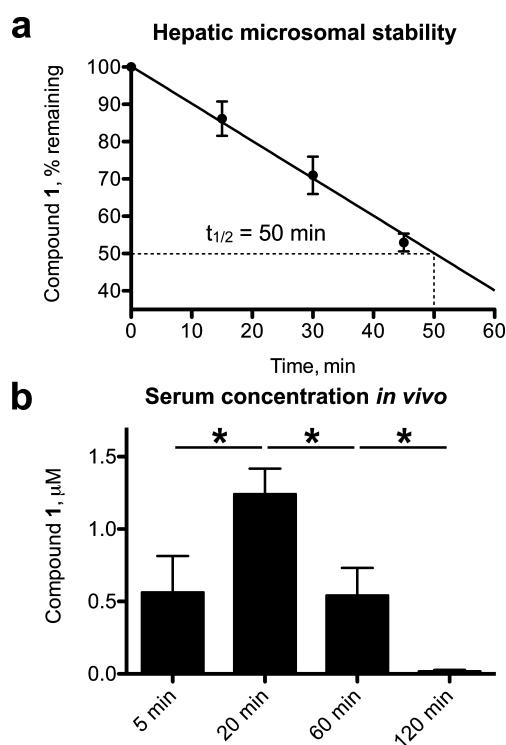 a
Hepatic microsomal stability
Compound 1, % remaining
100
90
80
70
60
50
40
t1/2 = 50 min
0
10
20
30
40
50
60
Time, min
b
Serum concentration in vivo
Compound 1, μM
1.5
1.0
0.5
0.0
* * *
5 min
20 min
60 min
120 min